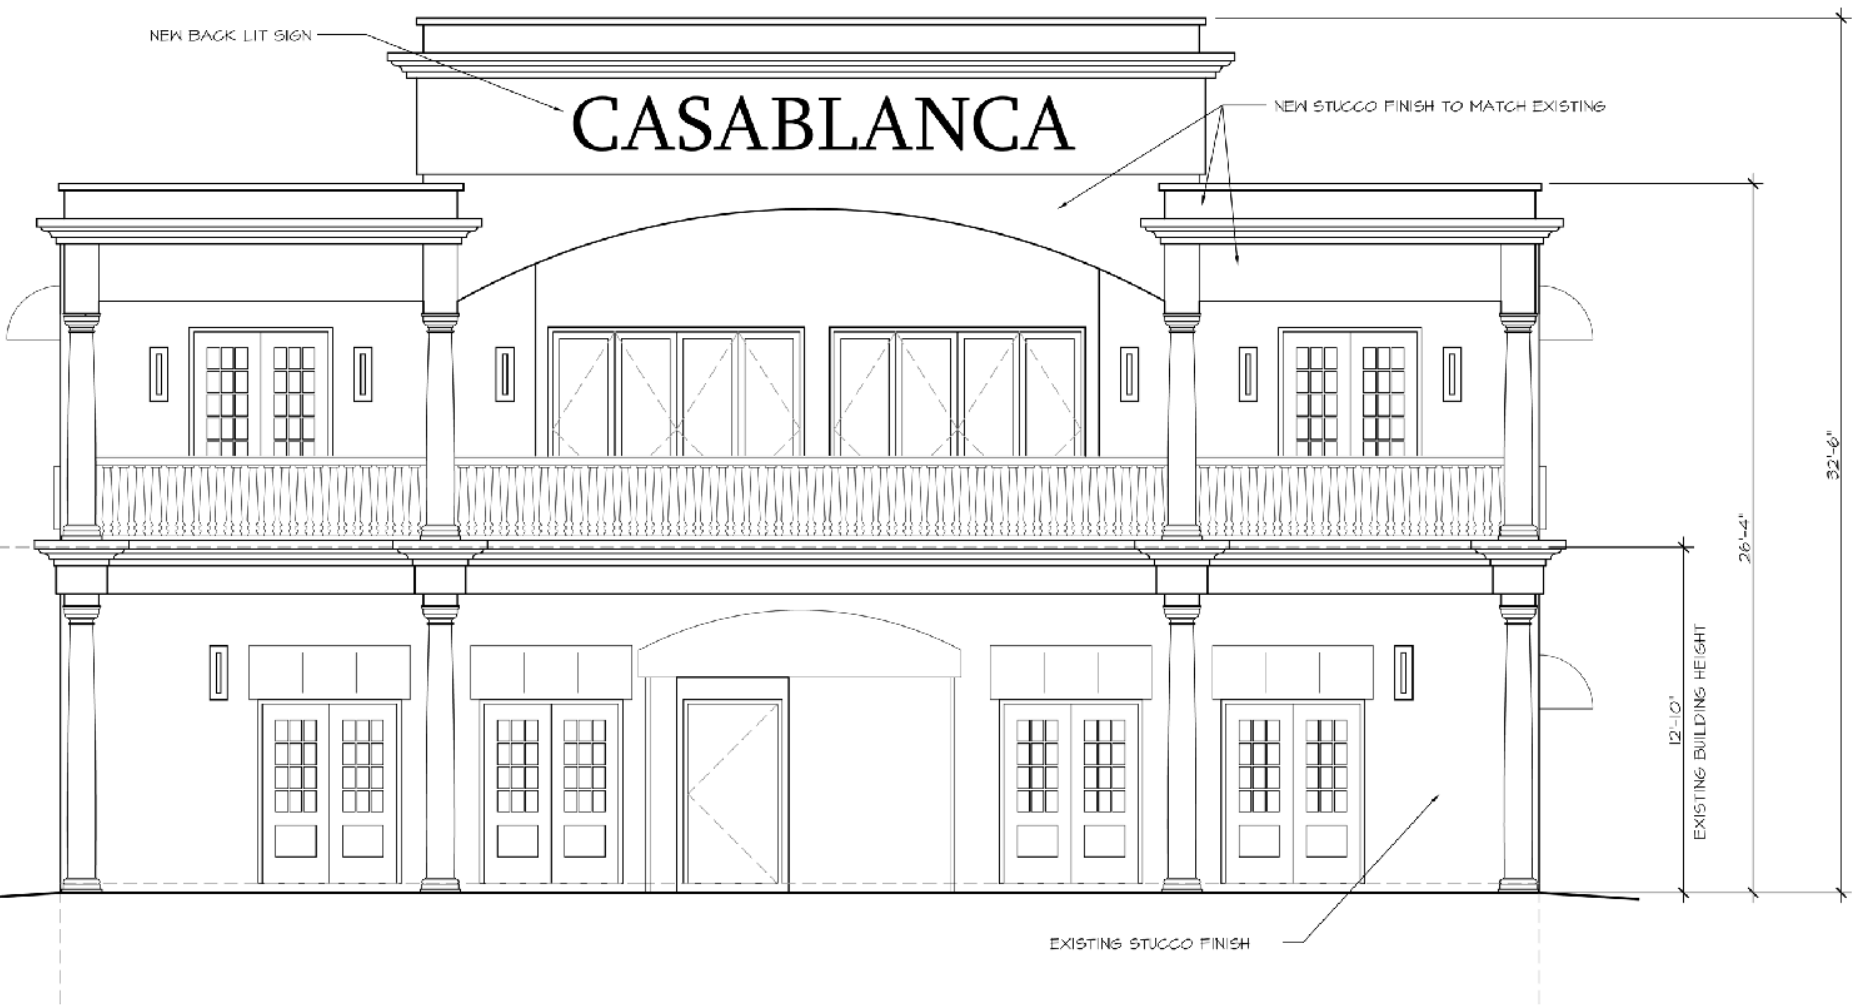 NEW BACK LIT SIGN
CASABLANCA
NEW STUCCO FINISH TO MATCH EXISTING
32'-6"
26'-4"
12'-10"
EXISTING BUILDING HEIGHT
EXISTING STUCCO FINISH